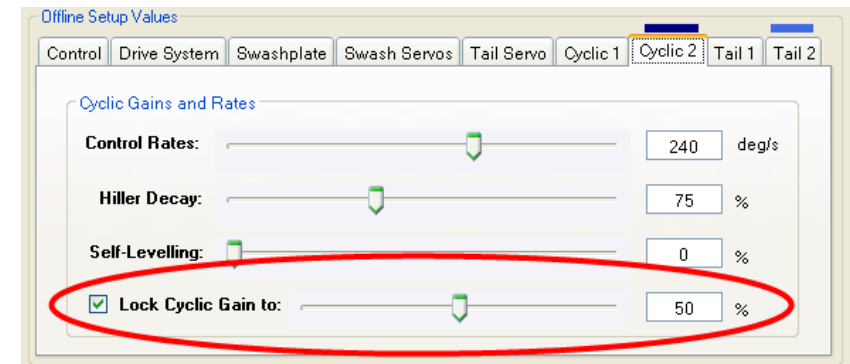 Offline Setup Values
Control Drive System Swashplate Swash Servos Tail Servo Cyclic 1 Cyclic 2 Tail 1 Tail 2
Cyclic Gains and Rates
Control Rates: 240 deg/s
Hiller Decay: 75 %
Self-Levelling: 0 %
Lock Cyclic Gain to: 50 %